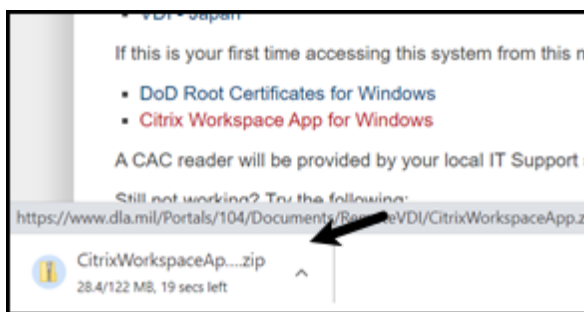 VDI - Japan
If this is your first time accessing this system from this
DoD Root Certificates for Windows
Citrix Workspace App for Windows
A CAC reader will be provided by your local IT Support
Still not working? Try the following:
https://www.dla.mil/Portals/104/Documents/RemoteVDI/CitrixWorkspaceApp.z
CitrixWorkspaceAp....zip
28.4/122 MB, 19 secs left